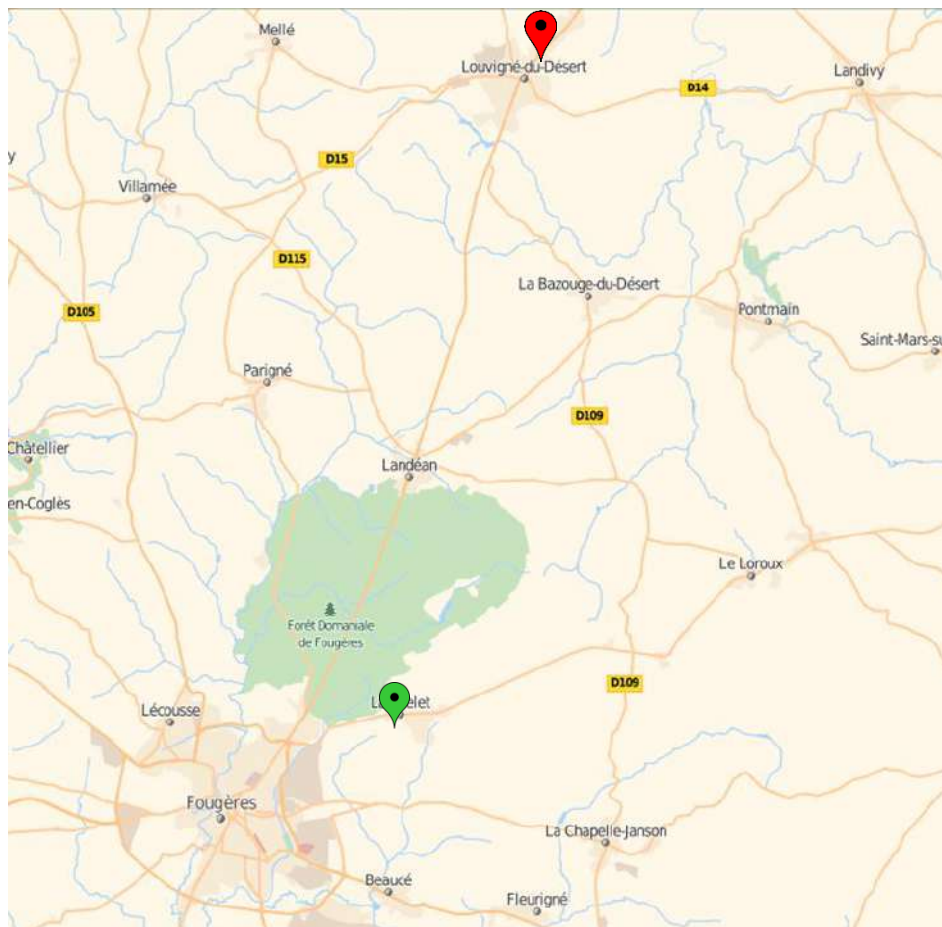 Mellé
Louvigné-du-Désert
Landivy
D14
y
D15
Villamée
D115
La Bazouge-du-Désert
D105
Pontmain
Saint-Mars-su
Parigné
D109
Châtellier
Landéan
en-Coglès
Le Loroux
Forêt Domaniale
de Fougères
D109
La elet
Lécousse
Fougères
La Chapelle-Janson
Beaucé
Fleurigné